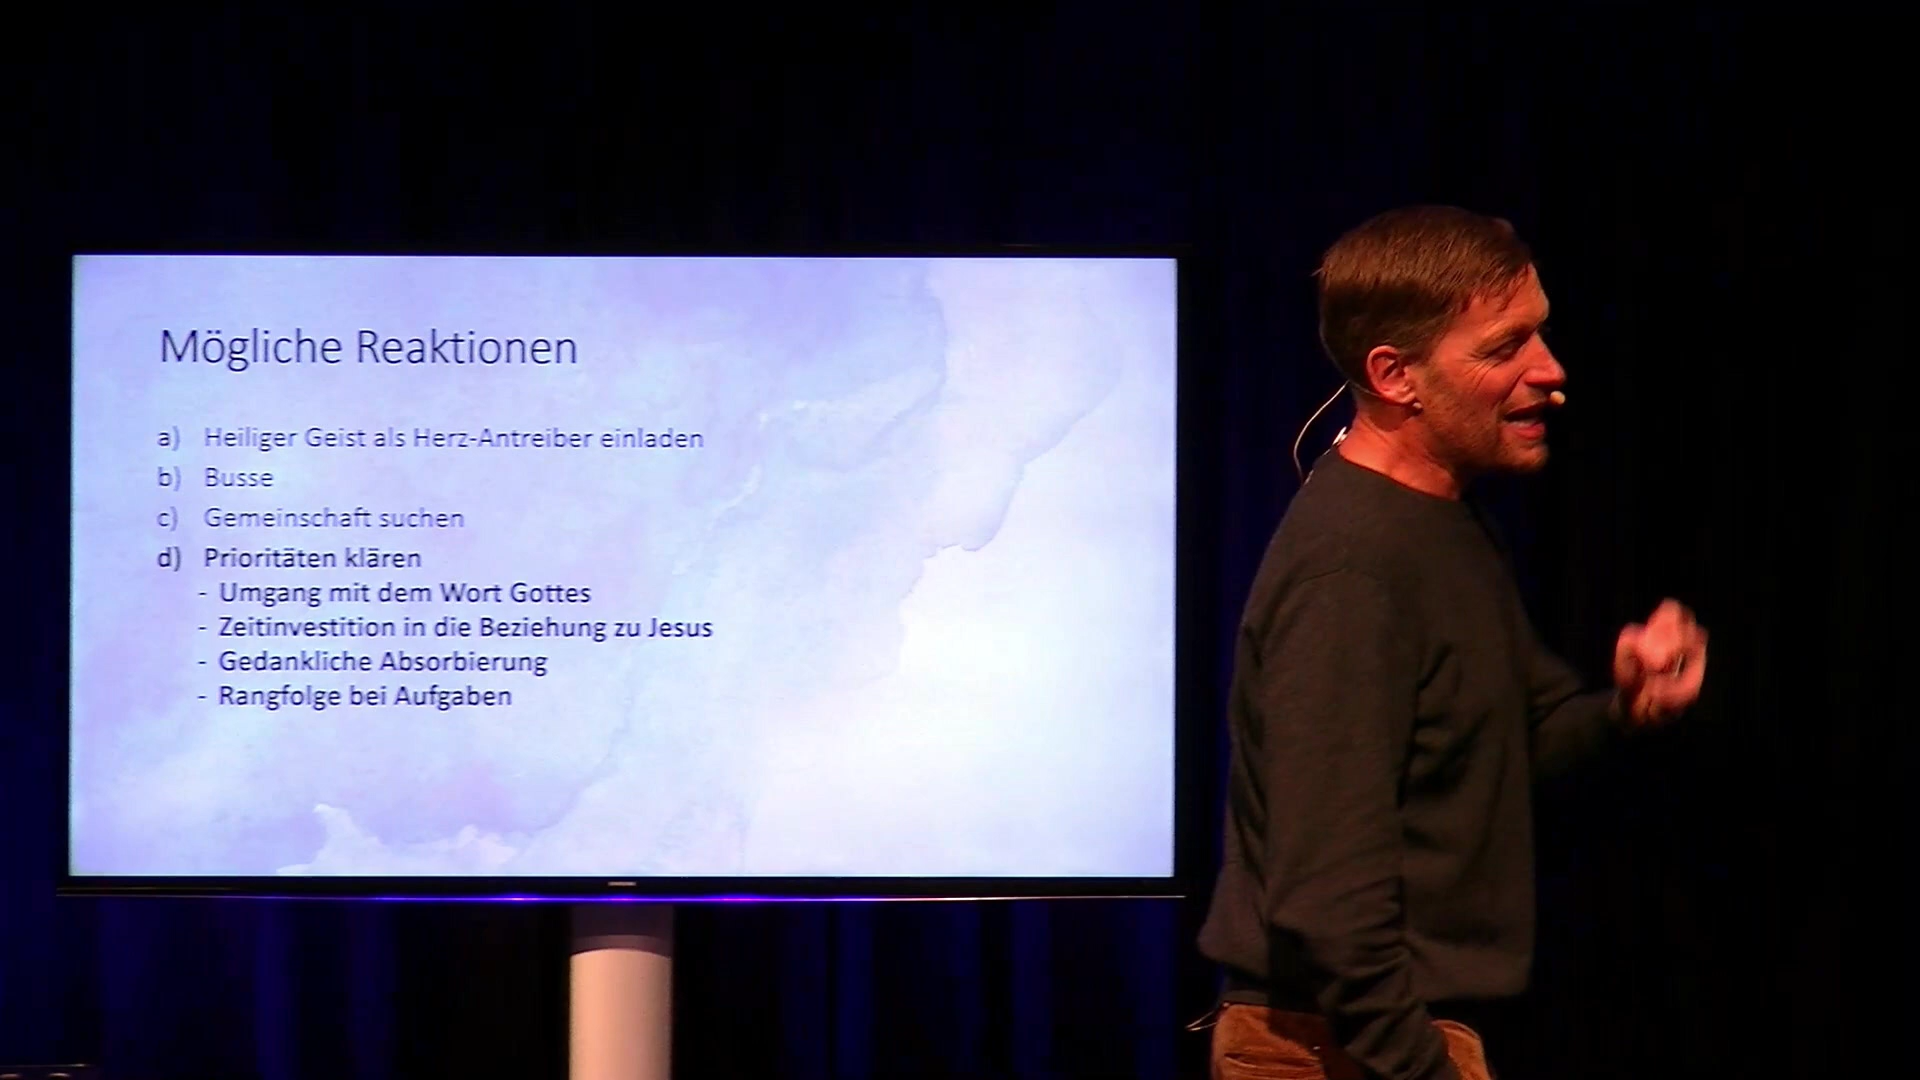 Mögliche Reaktionen
a) Heiliger Geist als Herz-Antreiber einladen
b) Busse
c) Gemeinschaft suchen
d) Prioritäten klären
- Umgang mit dem Wort Gottes
- Zeitinvestition in die Beziehung zu Jesus
- Gedankliche Absorbierung
- Rangfolge bei Aufgaben